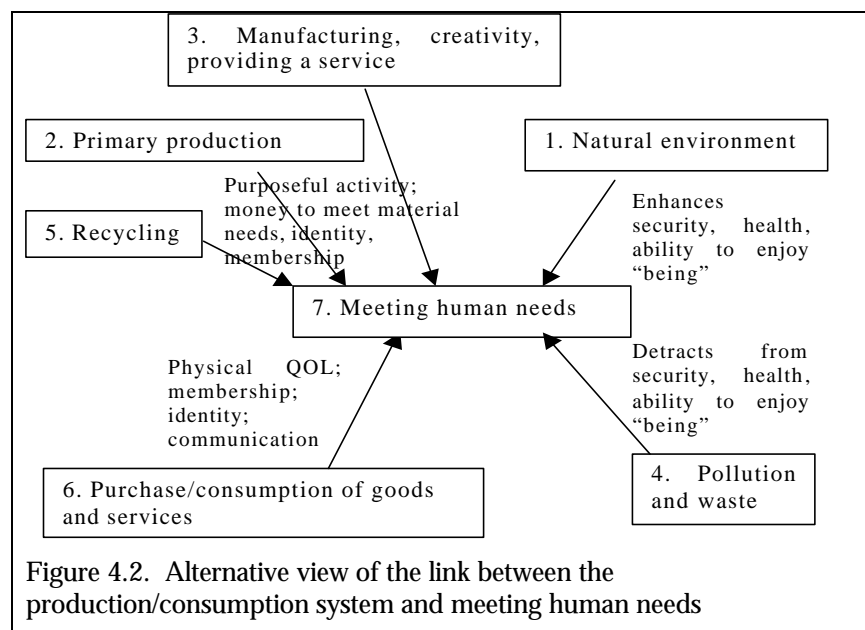 3. Manufacturing, creativity,
providing a service
2. Primary production
1. Natural environment
Purposeful activity;
money to meet material
needs, identity,
membership
5. Recycling
Enhances
security, health,
ability to enjoy
“being”
7. Meeting human needs
Physical QOL;
membership;
identity;
communication
Detracts from
security, health,
ability to enjoy
“being”
6. Purchase/consumption of goods
and services
4. Pollution
and waste
Figure 4.2. Alternative view of the link between the
production/consumption system and meeting human needs